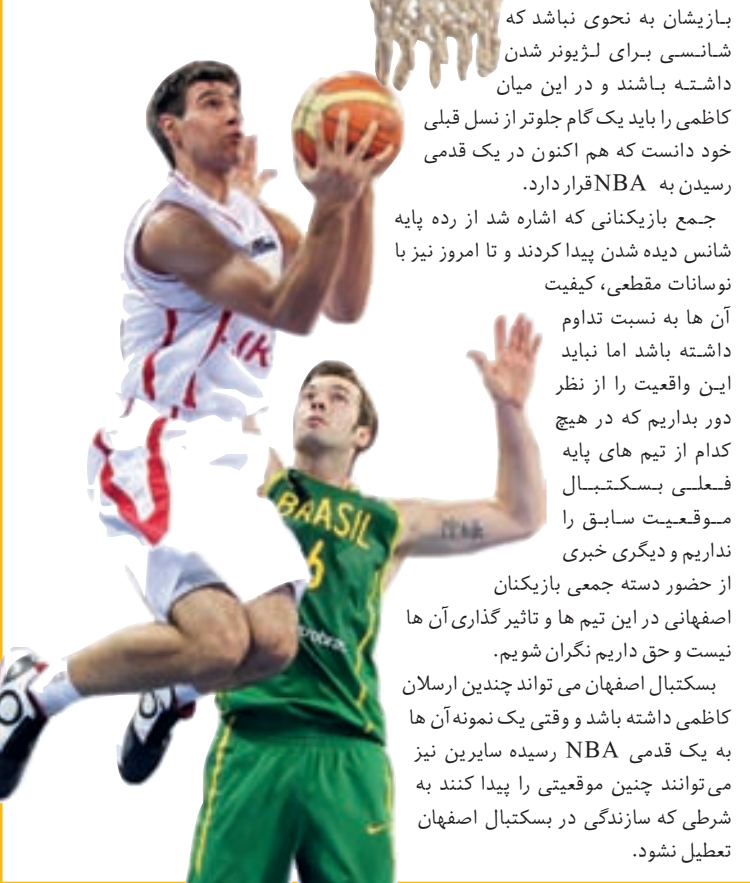 بازیشان به نحوی نباشد که
شانسی برای لژیونر شدن
داشته باشند و در این میان
کاظمی را باید یک گام جلوتر از نسل قبلی
خود دانست که هم اکنون در یک قدمی
رسیدن به NBA قرار دارد.
جمع بازیکنانی که اشاره شد از رده پایه
شانس دیده شدن پیدا کردند و تا امروز نیز با
نوسانات مقطعی، کیفیت
آن ها به نسبت تداوم
داشته باشد اما نباید
این واقعیت را از نظر
دور بداریم که در هیچ
کدام از تیم های پایه
فعلی بسکتبال
موقعیت سابق را
نداریم و دیگری خبری
از حضور دسته جمعی بازیکنان
اصفهانی در این تیم ها و تاثیر گذاری آن ها
نیست و حق داریم نگران شویم.
بسکتبال اصفهان می تواند چندین ارسلان
کاظمی داشته باشد و وقتی یک نمونه آن ها
به یک قدمی NBA رسیده سایرین نیز
می توانند چنین موقعیتی را پیدا کنند به
شرطی که سازندگی در بسکتبال اصفهان
تعطیل نشود.
BRASIL
6